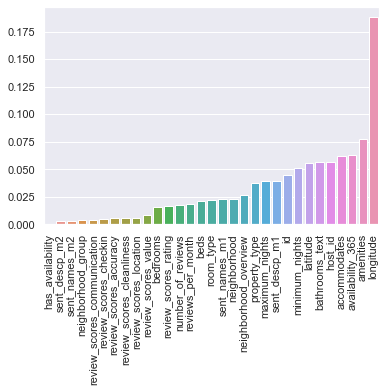 0.175
0.150
0.125
0.100
0.075
0.050
0.025
0.000
has_availability
sent_descp_m2
sent_names_m2
neighborhood_group
review_scores_communication
review_scores_checkin
review_scores_accuracy
review_scores_cleanliness
review_scores_location
review_scores_value
bedrooms
review_scores_rating
number_of_reviews
reviews_per_month
beds
room_type
sent_names_m1
neighborhood
neighborhood_overview
property_type
maximum_nights
sent_descp_m1
id
minimum_nights
latitude
bathrooms_text
host_id
accommodates
availability_365
amenities
longitude